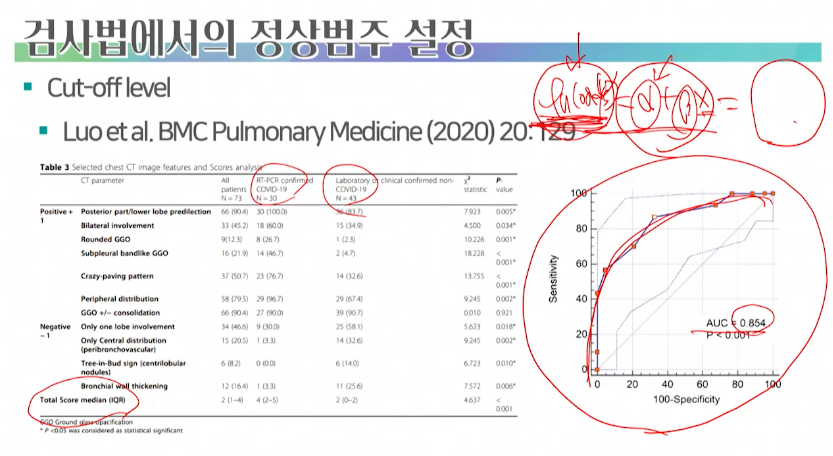 검사법에서의 정상범주 설정
Cut-off level
Luo et al. BMC Pulmonary Medicine (2020) 20:129
Table 3 Selected chest CT image features and Scores analysis
CT parameter All patients N = 73 RT-PCR confirmed COVID-19 N = 30 Laboratory or clinical confirmed non-COVID-19 N = 43 χ² statistic P-value
Positive + 1 Posterior part/lower lobe predilection 66 (90.4) 30 (100.0) 36 (83.7) 7.923 0.005*
Bilateral involvement 33 (45.2) 18 (60.0) 15 (34.9) 4.500 0.034*
Rounded GGO 9(12.3) 8 (26.7) 1 (2.3) 10.226 0.001*
Subpleural bandlike GGO 16 (21.9) 14 (46.7) 2 (4.7) 18.228 < 0.001*
Crazy-paving pattern 37 (50.7) 23 (76.7) 14 (32.6) 13.755 < 0.001*
Peripheral distribution 58 (79.5) 29 (96.7) 29 (67.4) 9.245 0.002*
GGO +/− consolidation 66 (90.4) 27 (90.0) 39 (90.7) 0.010 0.921
Negative − 1 Only one lobe involvement 34 (46.6) 9 (30.0) 25 (58.1) 5.623 0.018*
Only Central distribution (peribronchovascular) 15 (20.5) 1 (3.3) 14 (32.6) 9.245 0.002*
Tree-in-Bud sign (centrilobular nodules) 6 (8.2) 0 (0.0) 6 (14.0) 6.723 0.010*
Bronchial wall thickening 12 (16.4) 1 (3.3) 11 (25.6) 7.572 0.006*
Total Score median (IQR) 2 (1–4) 4 (2–5) 2 (0–2) 4.637 < 0.001
GGO Ground glass opacification
* P <0.05 was considered as statistical significant
Sensitivity
100
80
60
40
20
0
AUC = 0.854
P < 0.001
0 20 40 60 80 100
100-Specificity